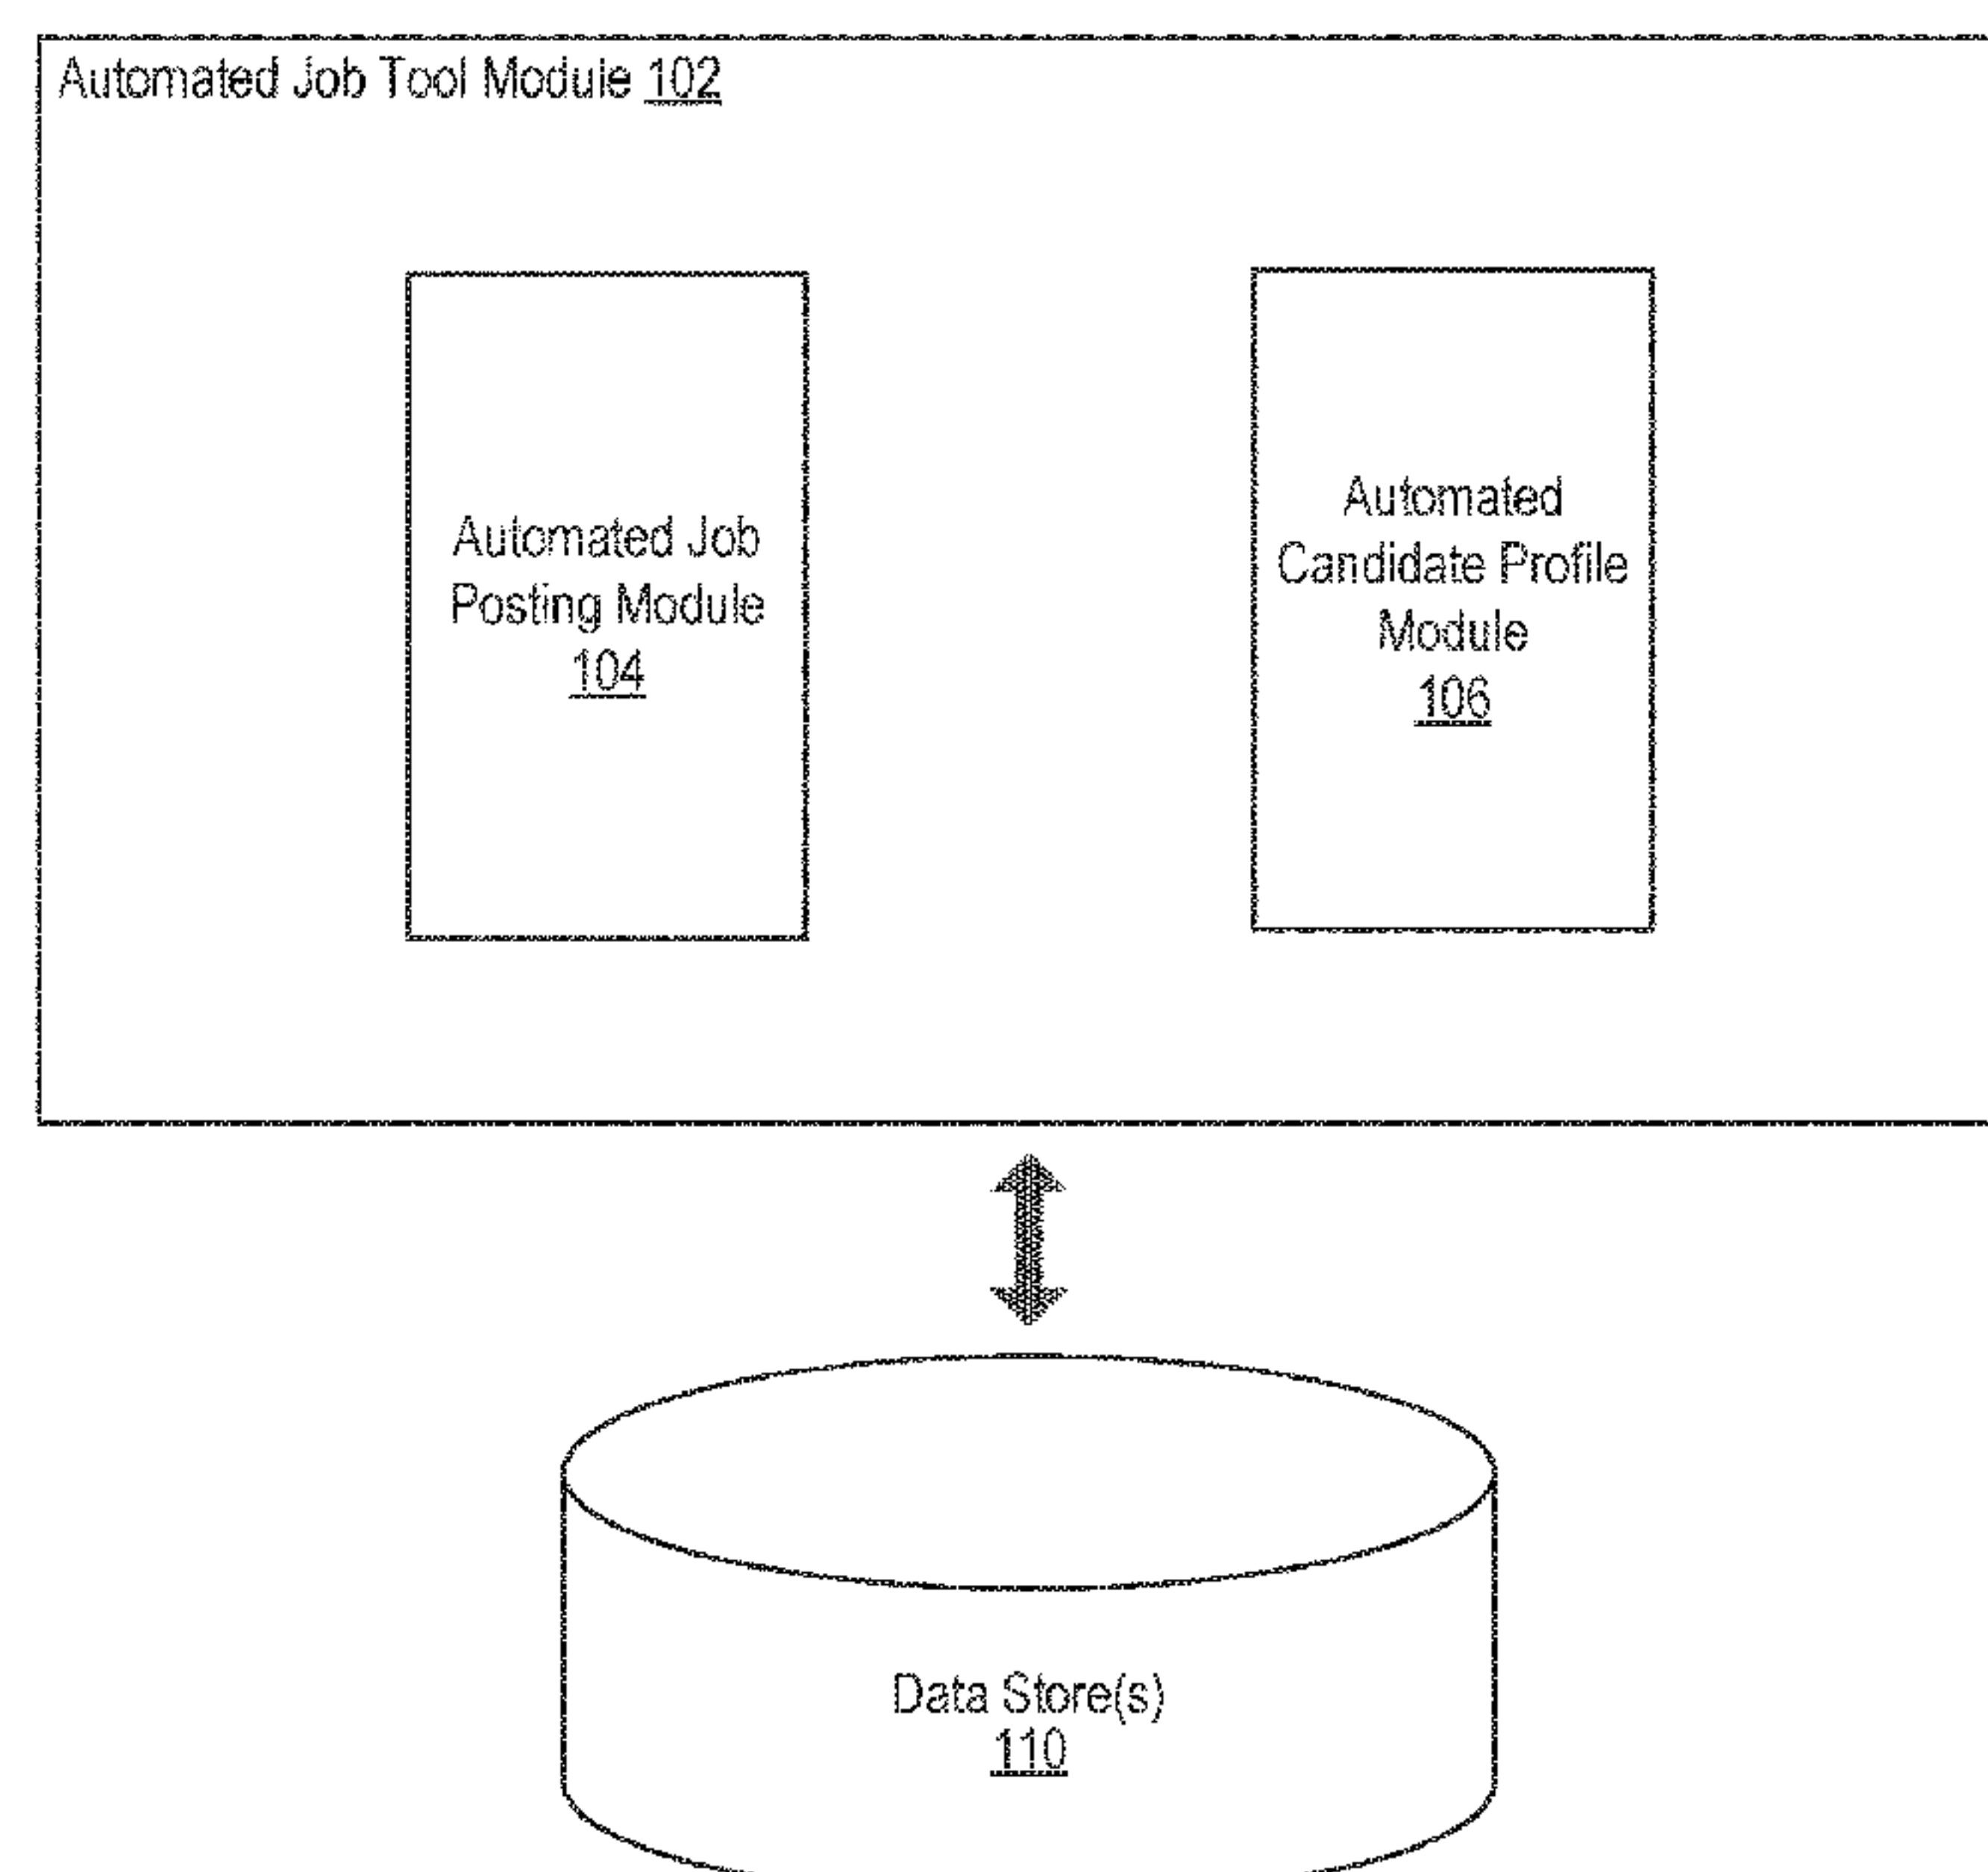 Automated Job Tool Module 102
Automated Job
Posting Module
104
Automated
Candidate Profile
Module
106
Data Store(s)
110